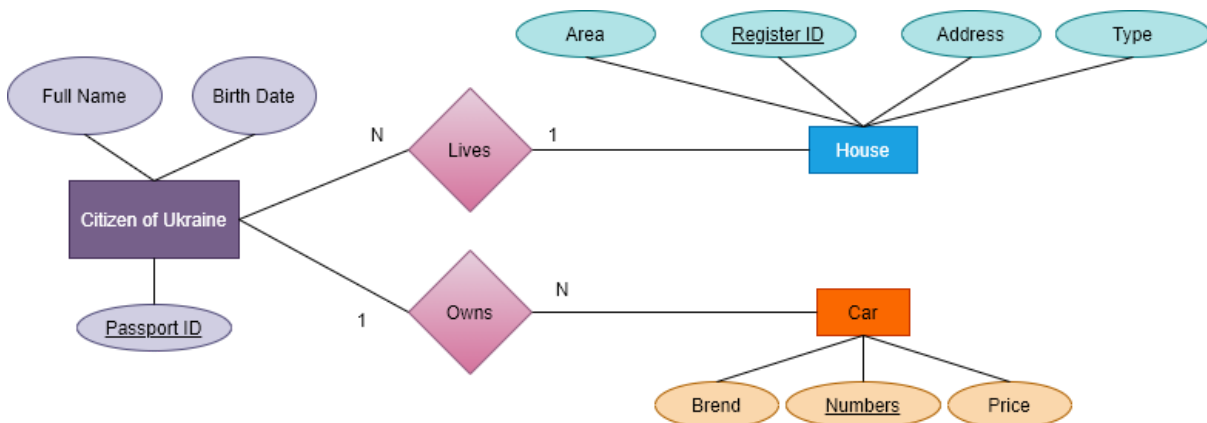 Area
Register ID
Address
Type
Full Name
Birth Date
N
Lives
1
House
Citizen of Ukraine
Passport ID
1
Owns
N
Car
Brend
Numbers
Price